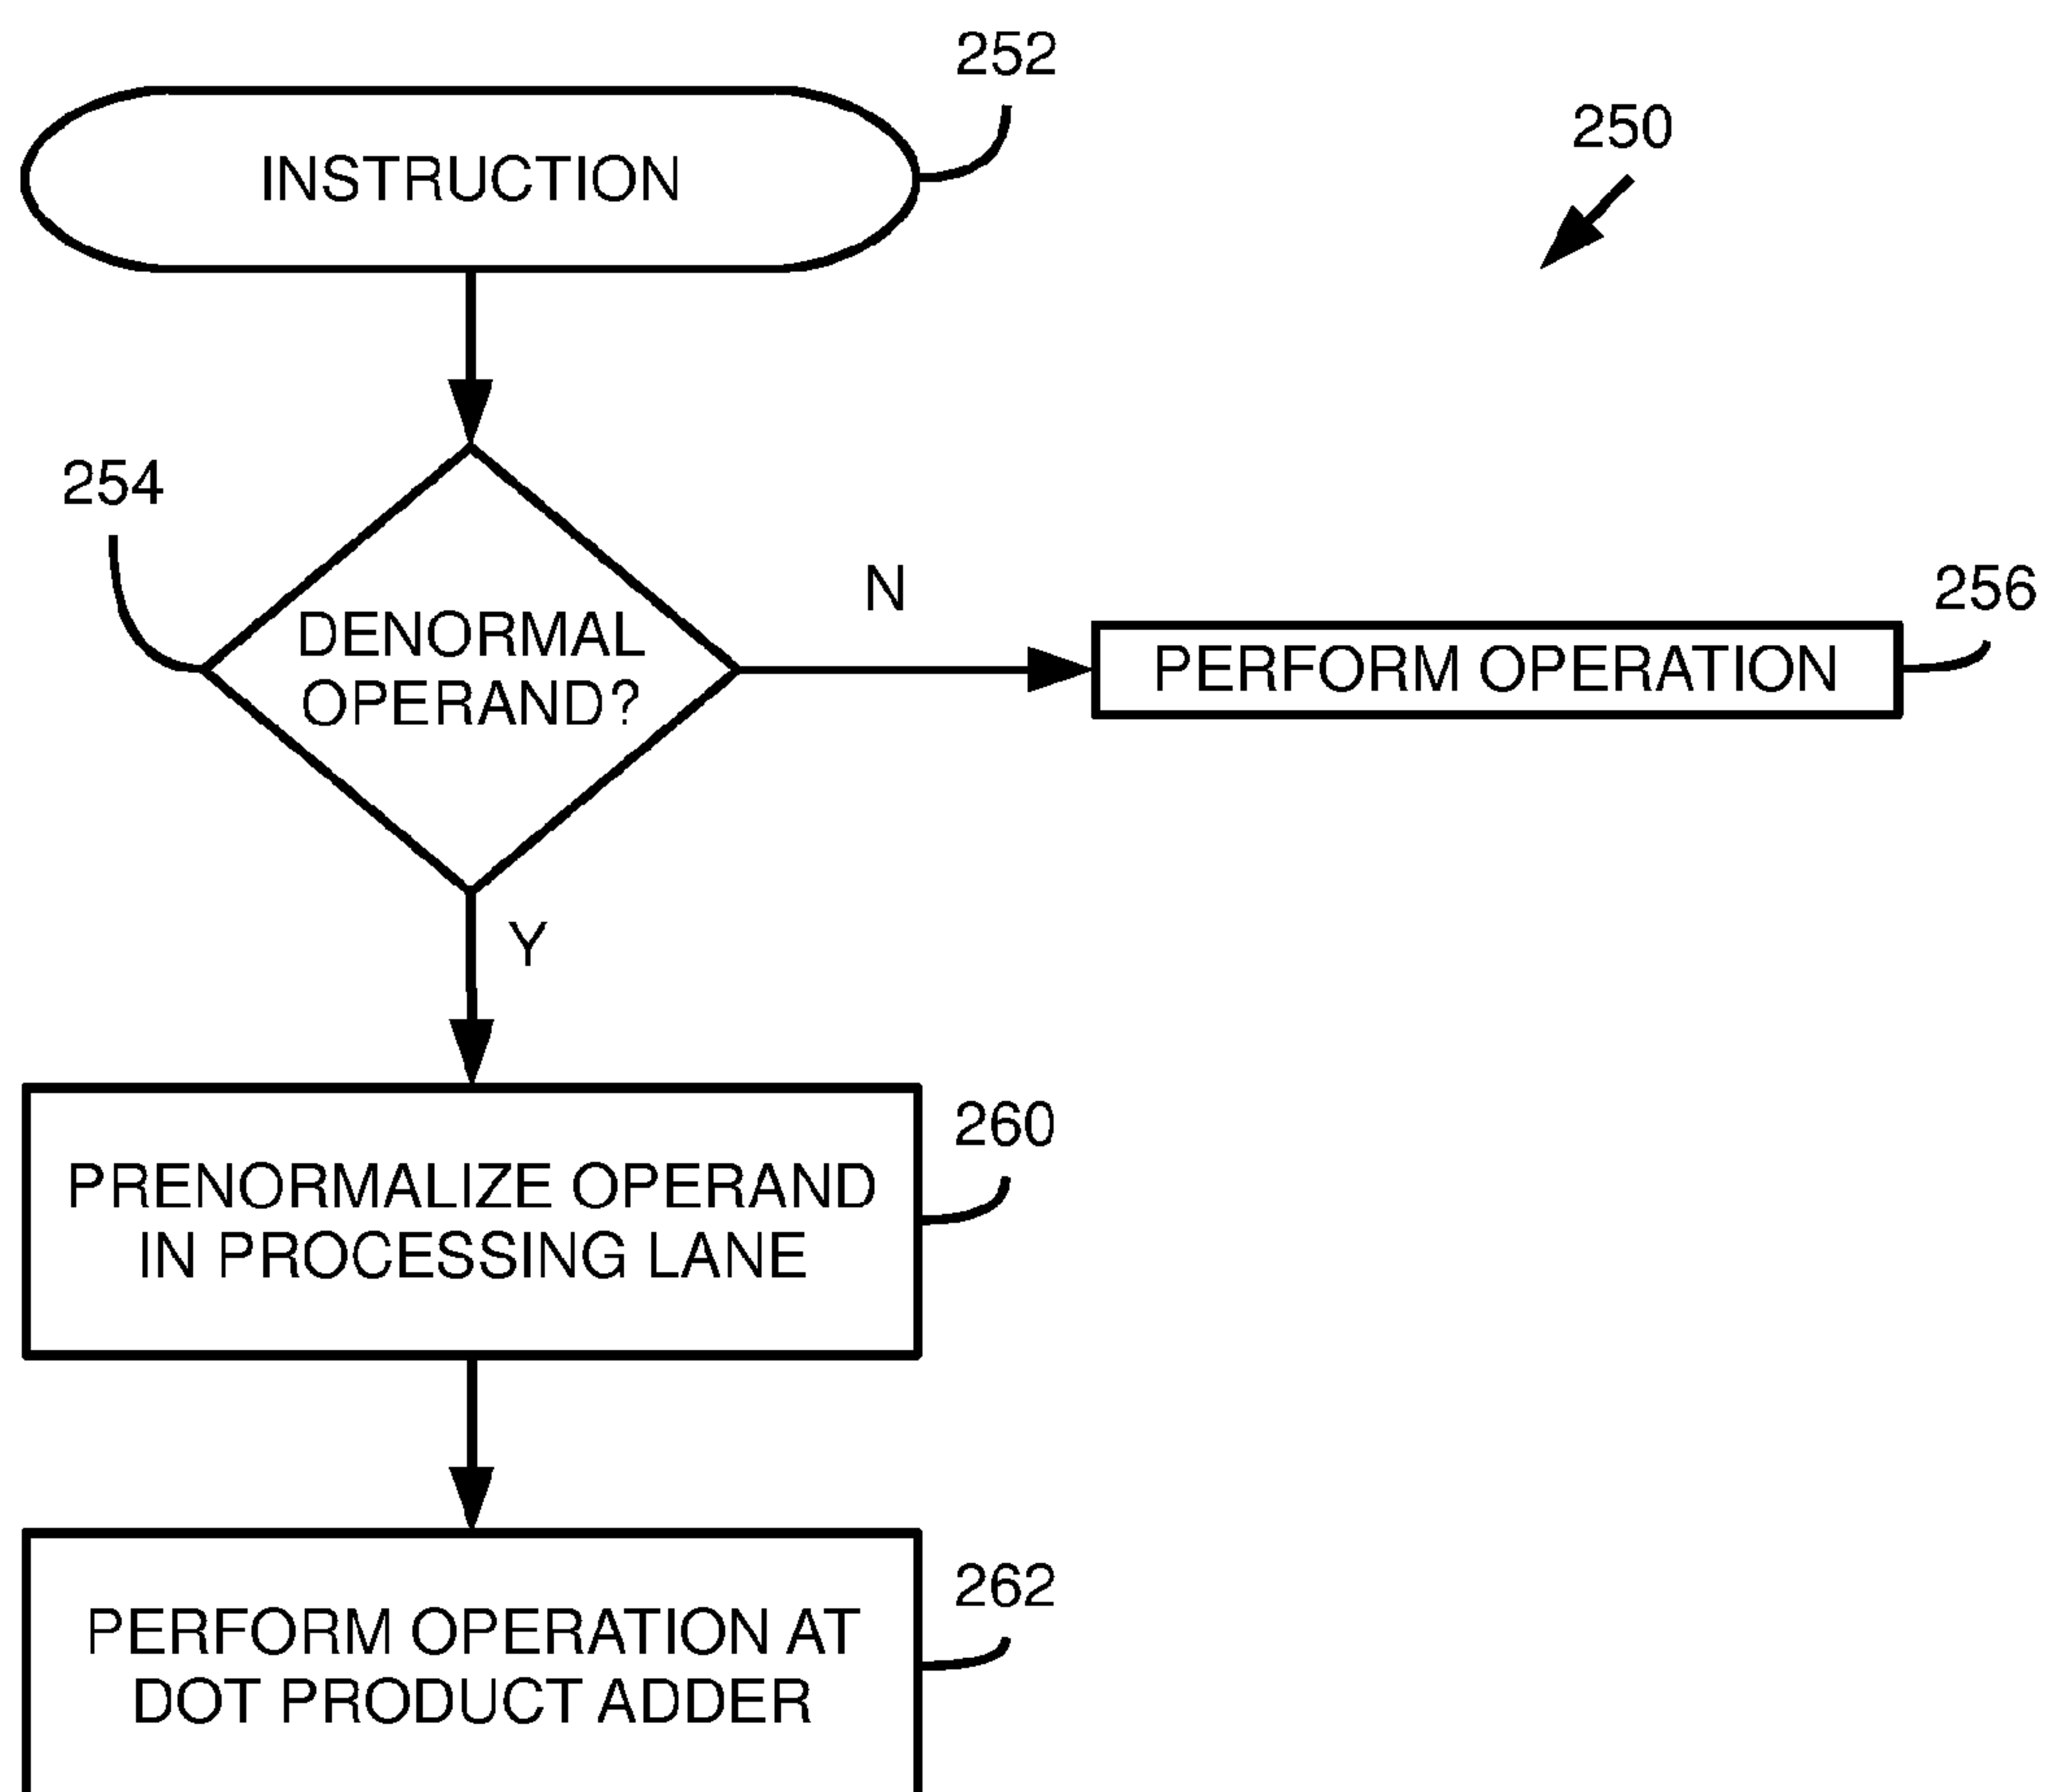 252
INSTRUCTION
250
254
DENORMAL
OPERAND?
N
PERFORM OPERATION
256
Y
260
PRENORMALIZE OPERAND
IN PROCESSING LANE
262
PERFORM OPERATION AT
DOT PRODUCT ADDER